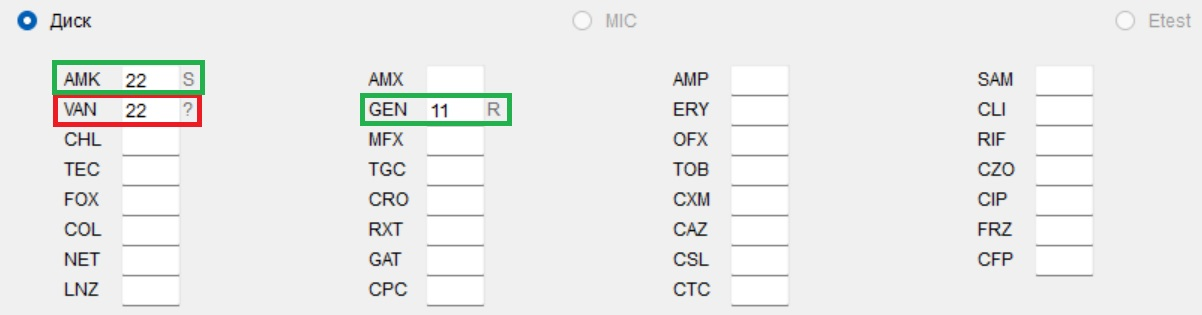 Диск MIC Etest
AMK 22 S AMX AMP SAM
VAN 22 ? GEN 11 R ERY CLI
CHL MFX OFX RIF
TEC TGC TOB CZO
FOX CRO CXM CIP
COL RXT CAZ FRZ
NET GAT CSL CFP
LNZ CPC CTC